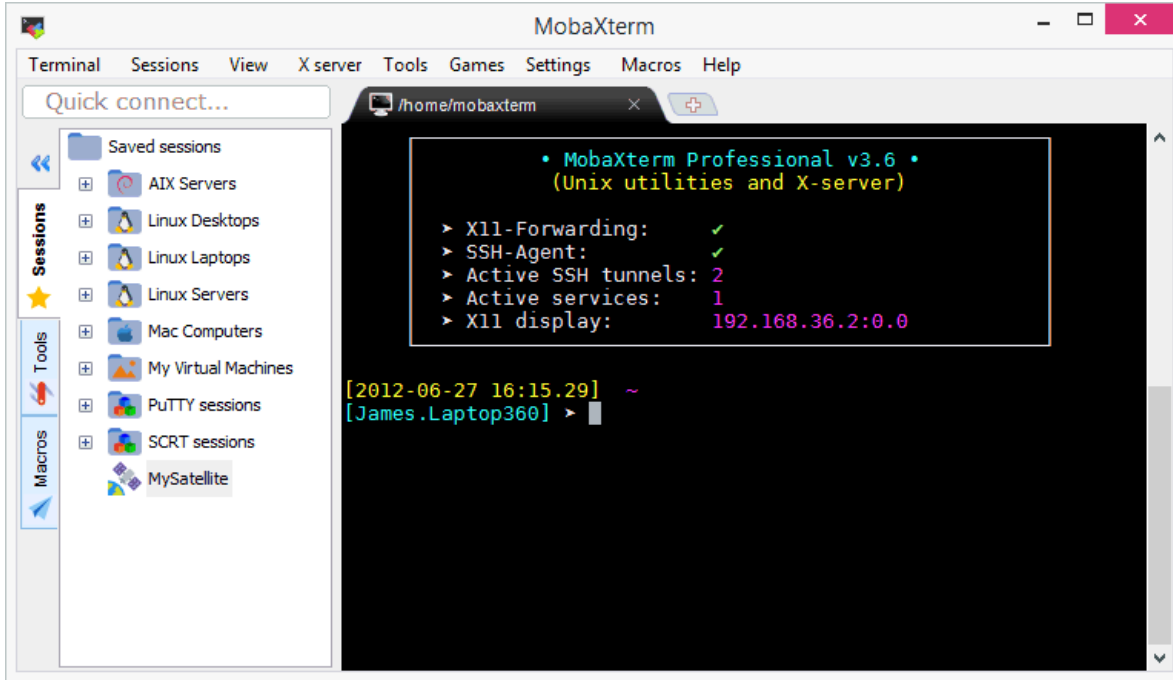 MobaXterm
Terminal Sessions View X server Tools Games Settings Macros Help
Quick connect...
/home/mobaxterm
Sessions
Tools
Macros
Saved sessions
AIX Servers
Linux Desktops
Linux Laptops
Linux Servers
Mac Computers
My Virtual Machines
PuTTY sessions
SCRT sessions
MySatellite
• MobaXterm Professional v3.6 •
(Unix utilities and X-server)
➤ X11-Forwarding: ✔
➤ SSH-Agent: ✔
➤ Active SSH tunnels: 2
➤ Active services: 1
➤ X11 display: 192.168.36.2:0.0
[2012-06-27 16:15.29] ~
[James.Laptop360] ➤